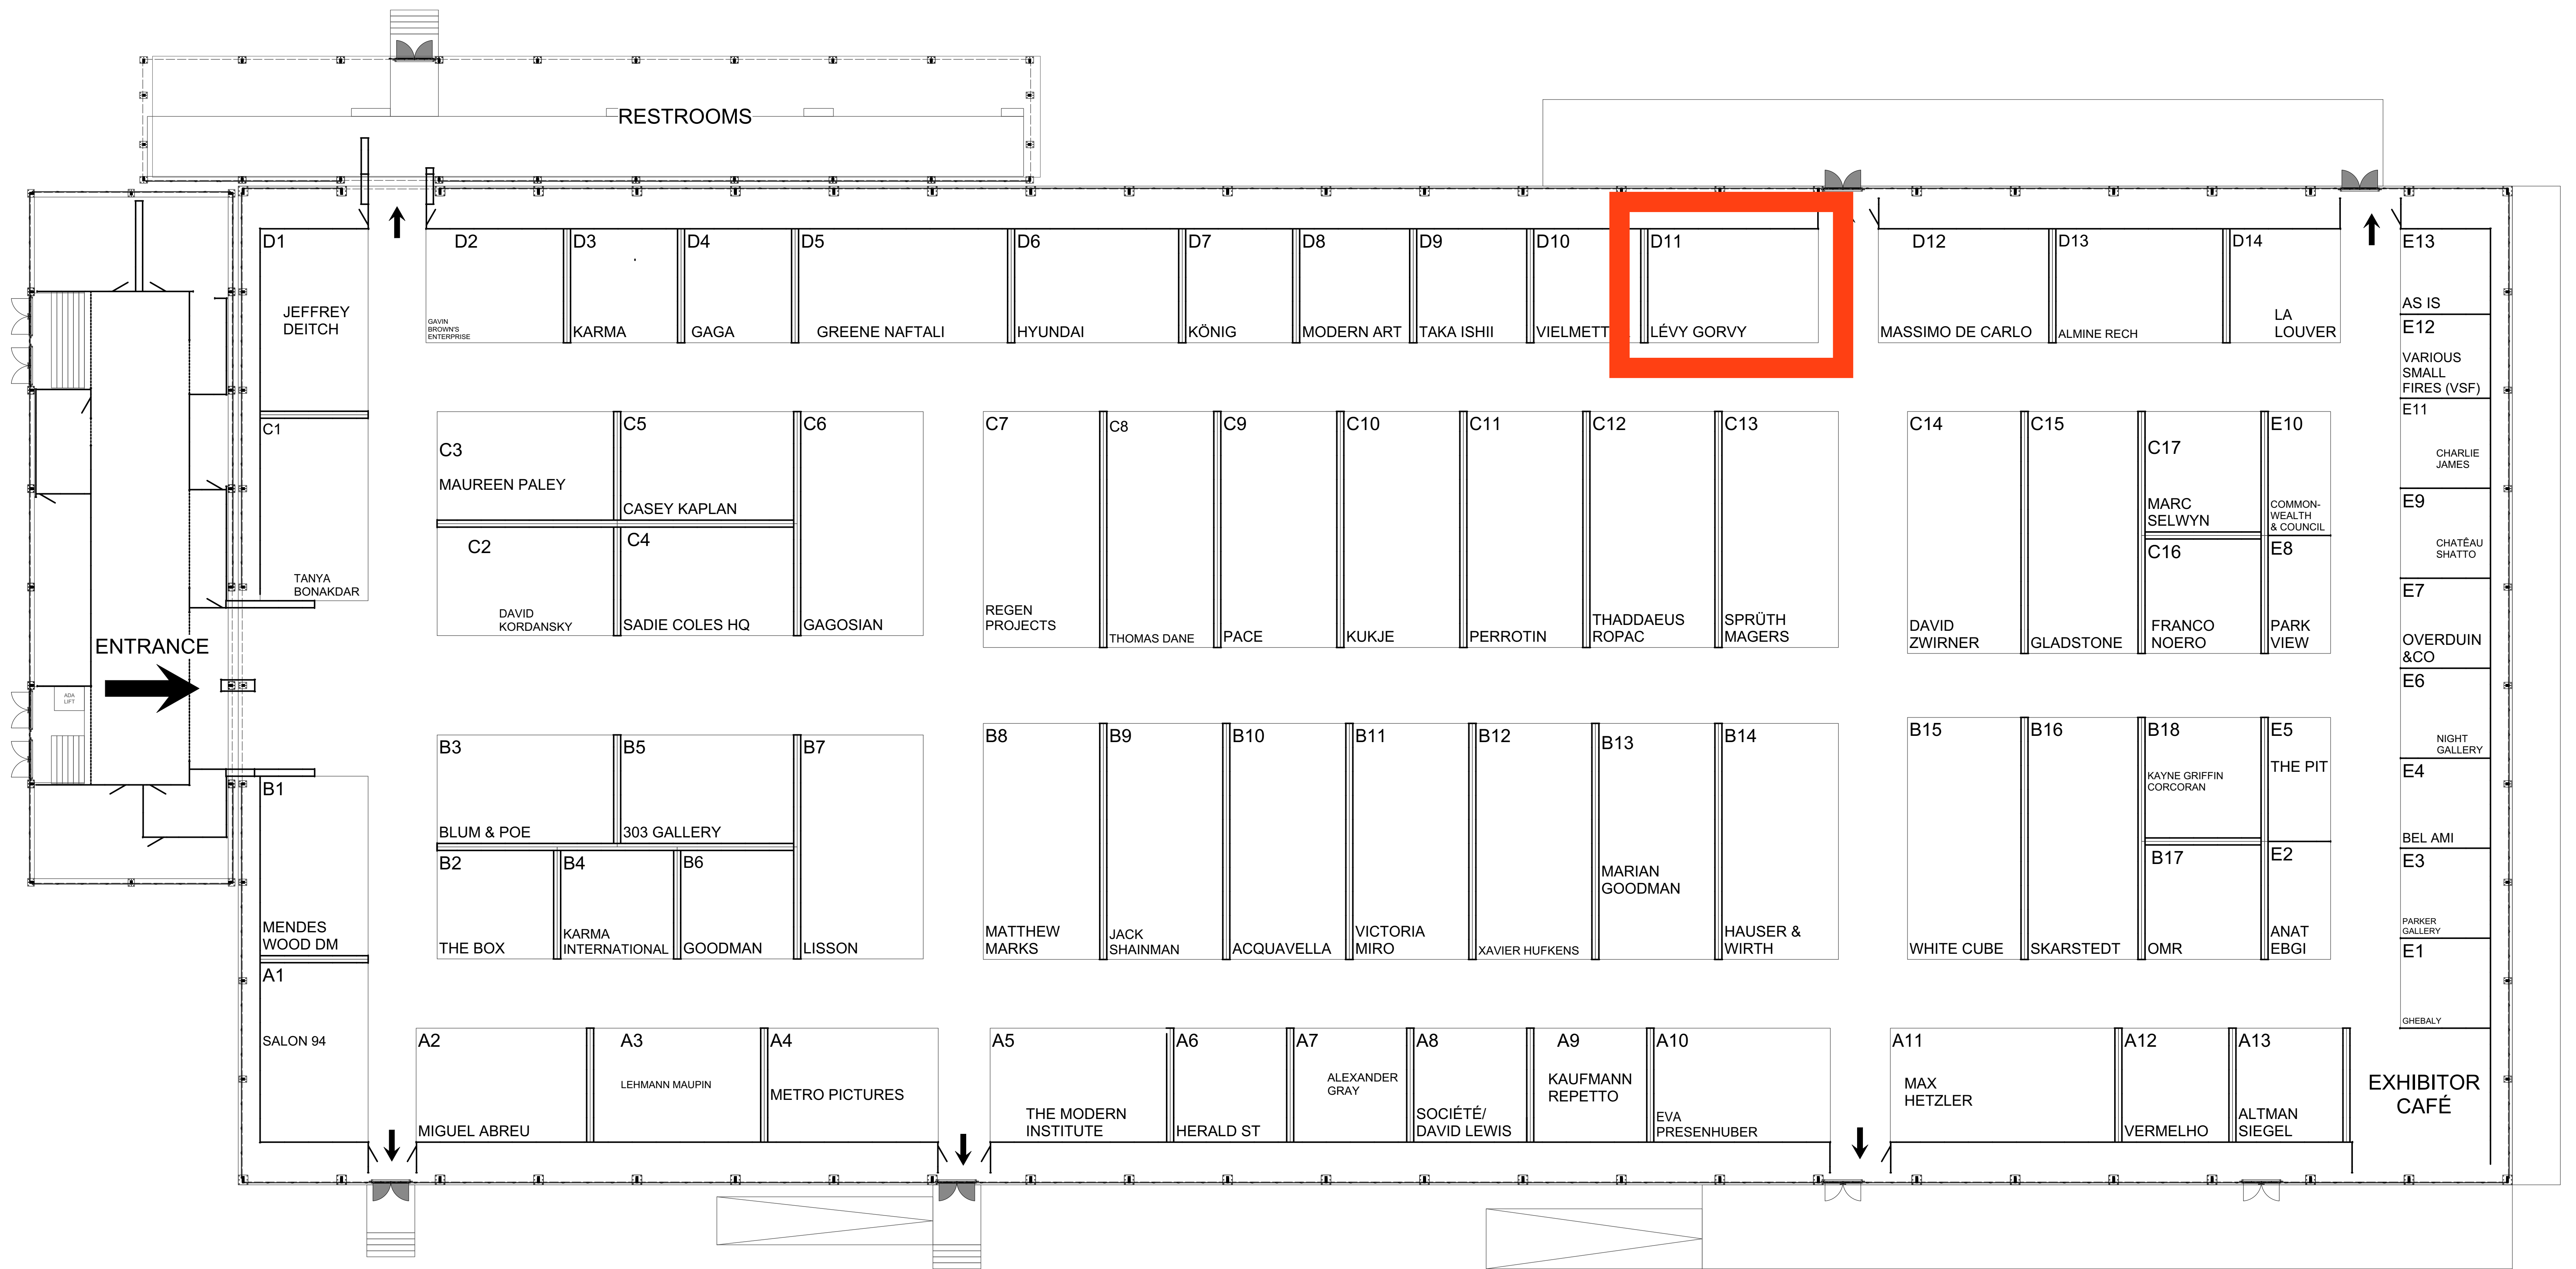 RESTROOMS
D1
JEFFREY
DEITCH
D2
GAVIN
BROWN'S
ENTERPRISE
D3
KARMA
D4
GAGA
D5
GREENE NAFTALI
D6
HYUNDAI
D7
KÖNIG
D8
MODERN ART
D9
TAKA ISHII
D10
VIELMETT
D11
LÉVY GORVY
D12
MASSIMO DE CARLO
D13
ALMINE RECH
D14
LA
LOUVER
E13
AS IS
E12
VARIOUS
SMALL
FIRES (VSF)
E11
CHARLIE
JAMES
E9
CHATÊAU
SHATTO
E7
OVERDUIN
&CO
E6
NIGHT
GALLERY
E4
BEL AMI
E3
PARKER
GALLERY
E1
GHEBALY
C1
TANYA
BONAKDAR
C3
MAUREEN PALEY
C5
CASEY KAPLAN
C2
DAVID
KORDANSKY
C4
SADIE COLES HQ
C6
GAGOSIAN
C7
REGEN
PROJECTS
C8
THOMAS DANE
C9
PACE
C10
KUKJE
C11
PERROTIN
C12
THADDAEUS
ROPAC
C13
SPRÜTH
MAGERS
C14
DAVID
ZWIRNER
C15
GLADSTONE
C17
MARC
SELWYN
C16
FRANCO
NOERO
E10
COMMON-
WEALTH
& COUNCIL
E8
PARK
VIEW
ENTRANCE
ADA
LIFT
B1
MENDES
WOOD DM
B3
BLUM & POE
B5
303 GALLERY
B2
THE BOX
B4
KARMA
INTERNATIONAL
B6
GOODMAN
B7
LISSON
B8
MATTHEW
MARKS
B9
JACK
SHAINMAN
B10
ACQUAVELLA
B11
VICTORIA
MIRO
B12
XAVIER HUFKENS
B13
MARIAN
GOODMAN
B14
HAUSER &
WIRTH
B15
WHITE CUBE
B16
SKARSTEDT
B18
KAYNE GRIFFIN
CORCORAN
B17
OMR
E5
THE PIT
E2
ANAT
EBGI
A1
SALON 94
A2
MIGUEL ABREU
A3
LEHMANN MAUPIN
A4
METRO PICTURES
A5
THE MODERN
INSTITUTE
A6
HERALD ST
A7
ALEXANDER
GRAY
A8
SOCIÉTÉ/
DAVID LEWIS
A9
KAUFMANN
REPETTO
A10
EVA
PRESENHUBER
A11
MAX
HETZLER
A12
VERMELHO
A13
ALTMAN
SIEGEL
EXHIBITOR
CAFÉ